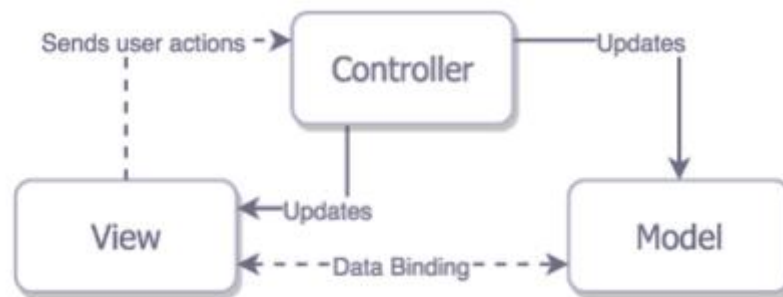 Sends user actions
Controller
Updates
Updates
View
Model
Data Binding